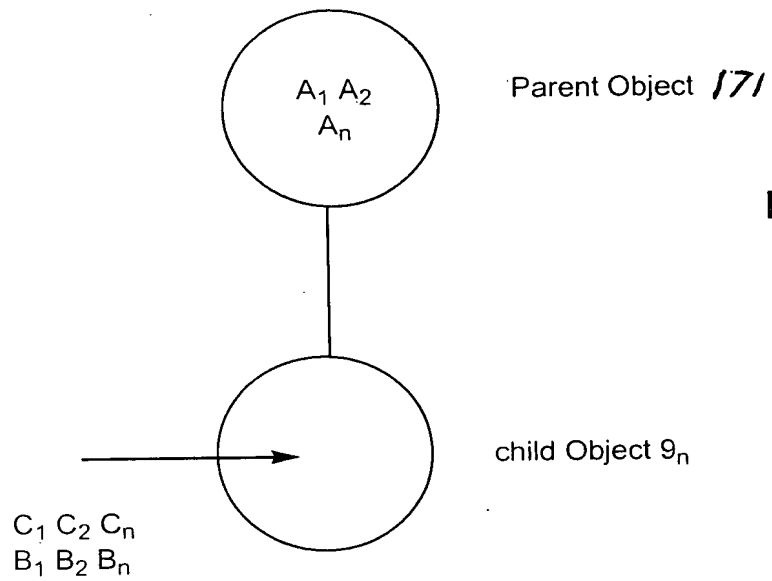 A₁ A₂
Aₙ
Parent Object 171
child Object 9ₙ
C₁ C₂ Cₙ
B₁ B₂ Bₙ